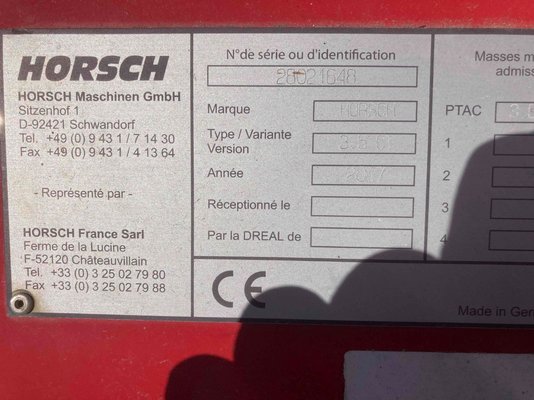 HORSCH
HORSCH Maschinen GmbH
Sitzenhof 1
D-92421 Schwandorf
Tel. +49 (0) 9 43 1 / 7 14 30
Fax +49 (0) 9 43 1 / 4 13 64
- Représenté par -
HORSCH France Sarl
Ferme de la Lucine
F-52120 Châteauvillain
Tel. +33 (0) 3 25 02 79 80
Fax +33 (0) 3 25 02 79 88
N°de série ou d'identification
28021648
Marque HORSCH
Type / Variante
Version
Année 2007
Réceptionné le
Par la DREAL de
CE
Masses m
admiss
PTAC
1
2
3
4
Made in Ger